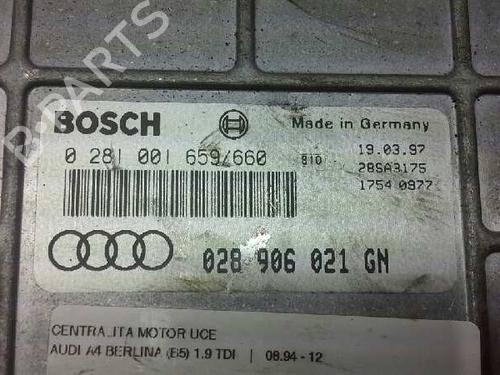 B-PARTS
BOSCH
Made in Germany
0 281 001 659/660
810
19.03.97
28SA3175
1754 0977
028 906 021 GN
CENTRALITA MOTOR UCE
AUDI A4 BERLINA (B5) 1.9 TDI | 08.94 - 12